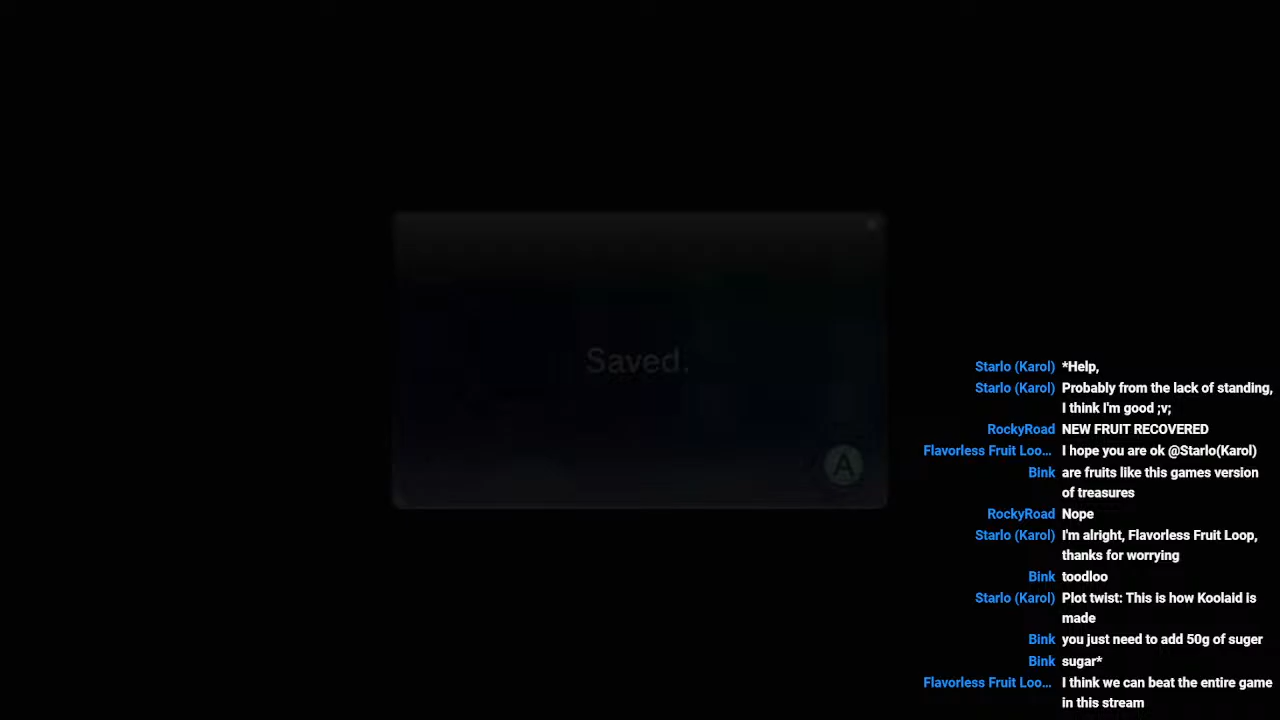 Saved.
A
Starlo (Karol) *Help,
Starlo (Karol) Probably from the lack of standing,
I think I'm good ;v;
RockyRoad NEW FRUIT RECOVERED
Flavorless Fruit Loo... I hope you are ok @Starlo(Karol)
Bink are fruits like this games version
of treasures
RockyRoad Nope
Starlo (Karol) I'm alright, Flavorless Fruit Loop,
thanks for worrying
Bink toodloo
Starlo (Karol) Plot twist: This is how Koolaid is
made
Bink you just need to add 50g of suger
Bink sugar*
Flavorless Fruit Loo... I think we can beat the entire game
in this stream